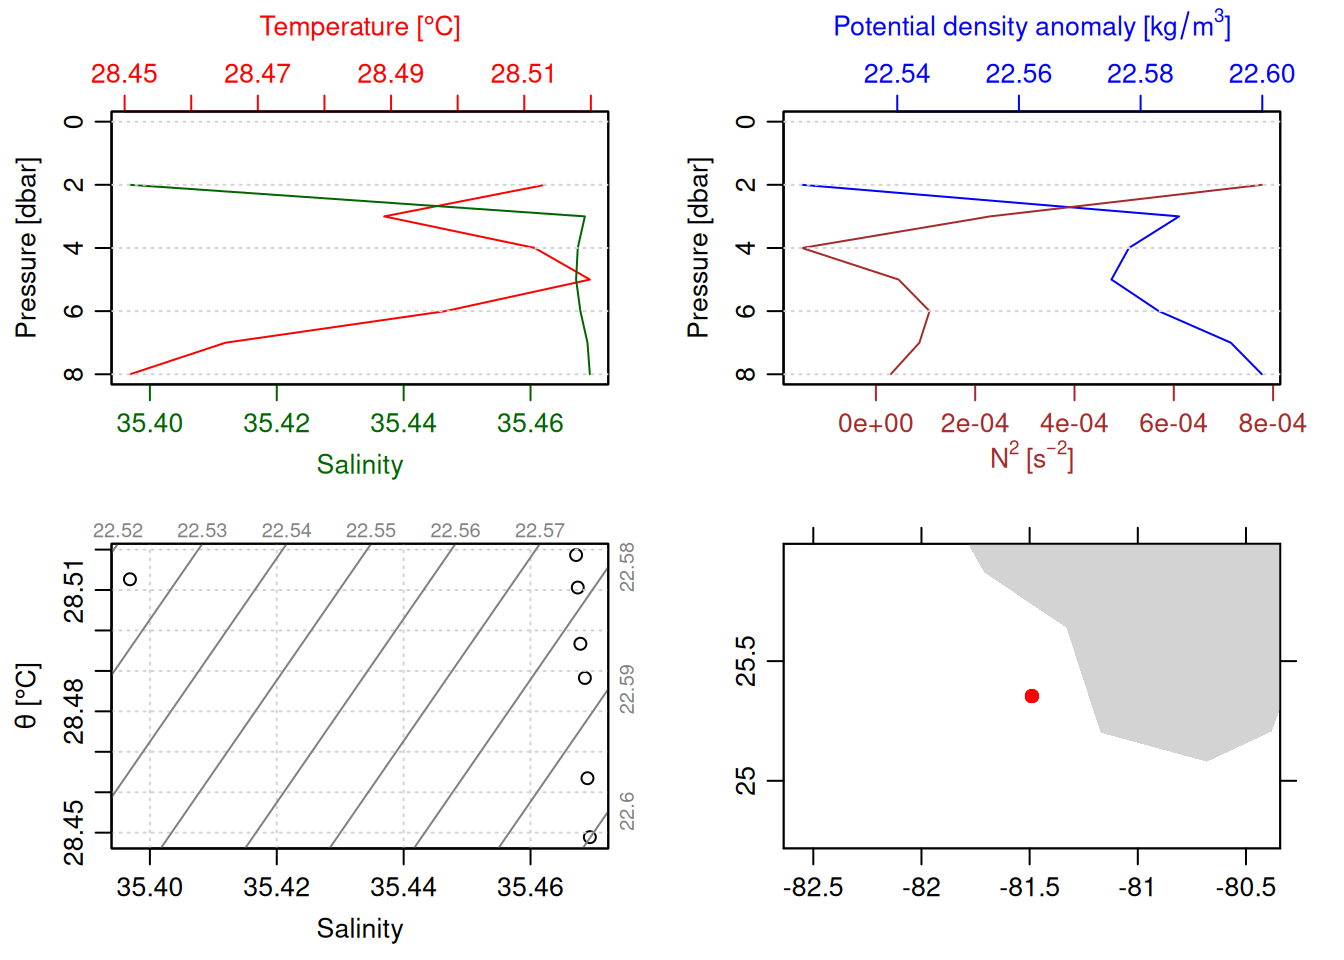 Temperature [°C]
28.45 28.47 28.49 28.51
Pressure [dbar]
0
2
4
6
8
35.40 35.42 35.44 35.46
Salinity
Potential density anomaly [kg/m³]
22.54 22.56 22.58 22.60
Pressure [dbar]
0
2
4
6
8
0e+00 2e-04 4e-04 6e-04 8e-04
N² [s⁻²]
22.52 22.53 22.54 22.55 22.56 22.57
22.58
22.59
22.6
θ [°C]
28.51
28.48
28.45
35.40 35.42 35.44 35.46
Salinity
25.5
25
-82.5 -82 -81.5 -81 -80.5